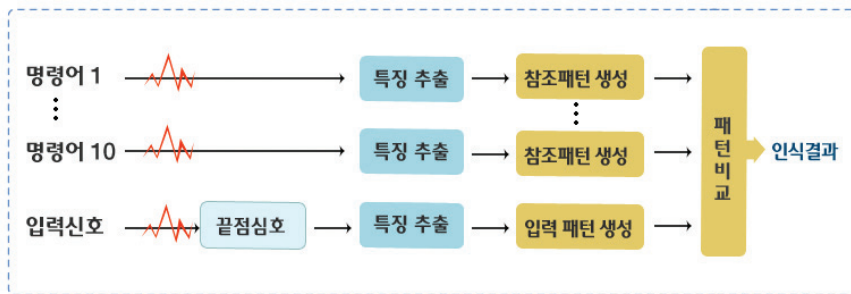 명령어 1
특징 추출
참조패턴 생성
명령어 10
특징 추출
참조패턴 생성
입력신호
끝점심호
특징 추출
입력 패턴 생성
패턴비교
인식결과